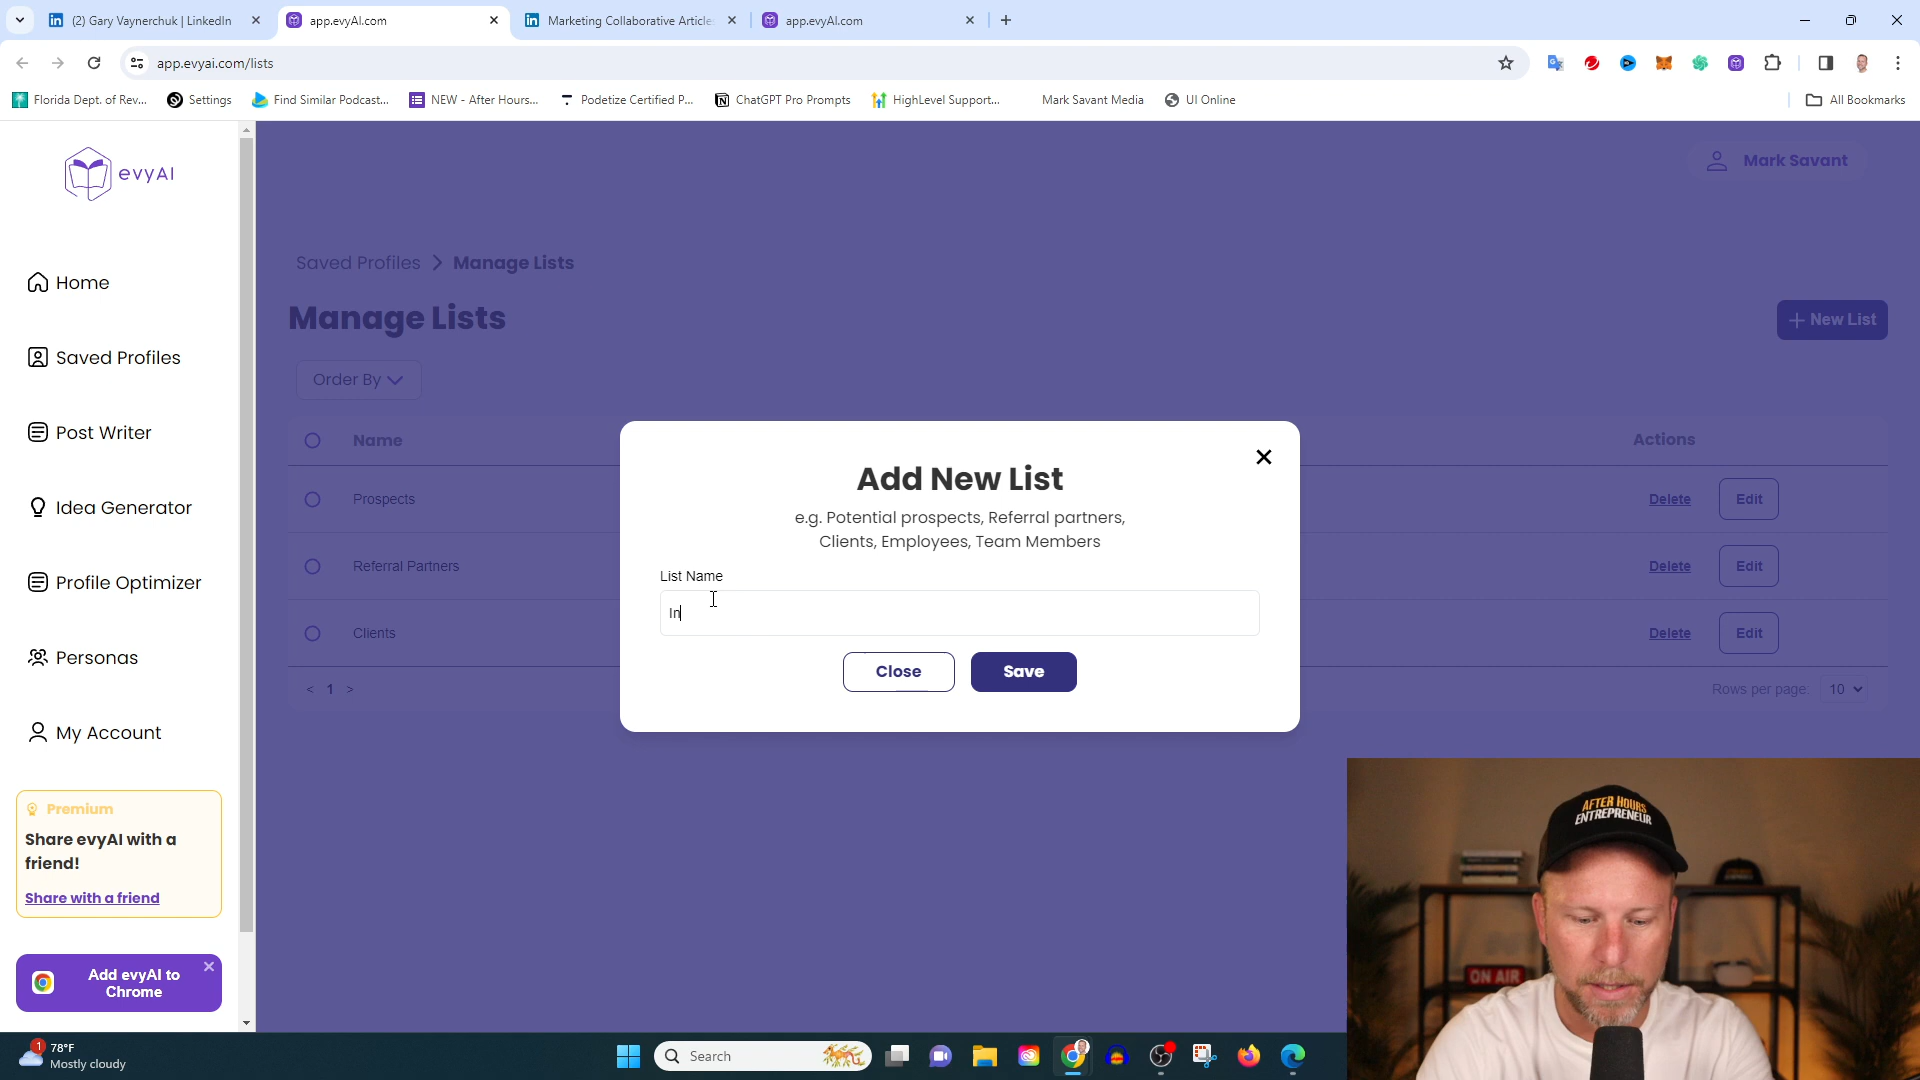 (2) Gary Vaynerchuk | LinkedIn
app.evyAI.com
Marketing Collaborative Article
app.evyAI.com
app.evyai.com/lists
Florida Dept. of Rev...
Settings
Find Similar Podcast...
NEW - After Hours...
Podetize Certified P...
ChatGPT Pro Prompts
HighLevel Support...
Mark Savant Media
UI Online
All Bookmarks
evyAI
Mark Savant
Home
Saved Profiles
Post Writer
Idea Generator
Profile Optimizer
Personas
My Account
Premium
Share evyAI with a
friend!
Share with a friend
Add evyAI to
Chrome
Saved Profiles > Manage Lists
Manage Lists
+ New List
Order By
Name
Actions
Prospects
Delete
Edit
Referral Partners
Delete
Edit
Clients
Delete
Edit
< 1 >
Rows per page: 10
Add New List
e.g. Potential prospects, Referral partners,
Clients, Employees, Team Members
List Name
In
Close
Save
AFTER HOURS
ENTREPRENEUR
ON AIR
1
78°F
Mostly cloudy
Search